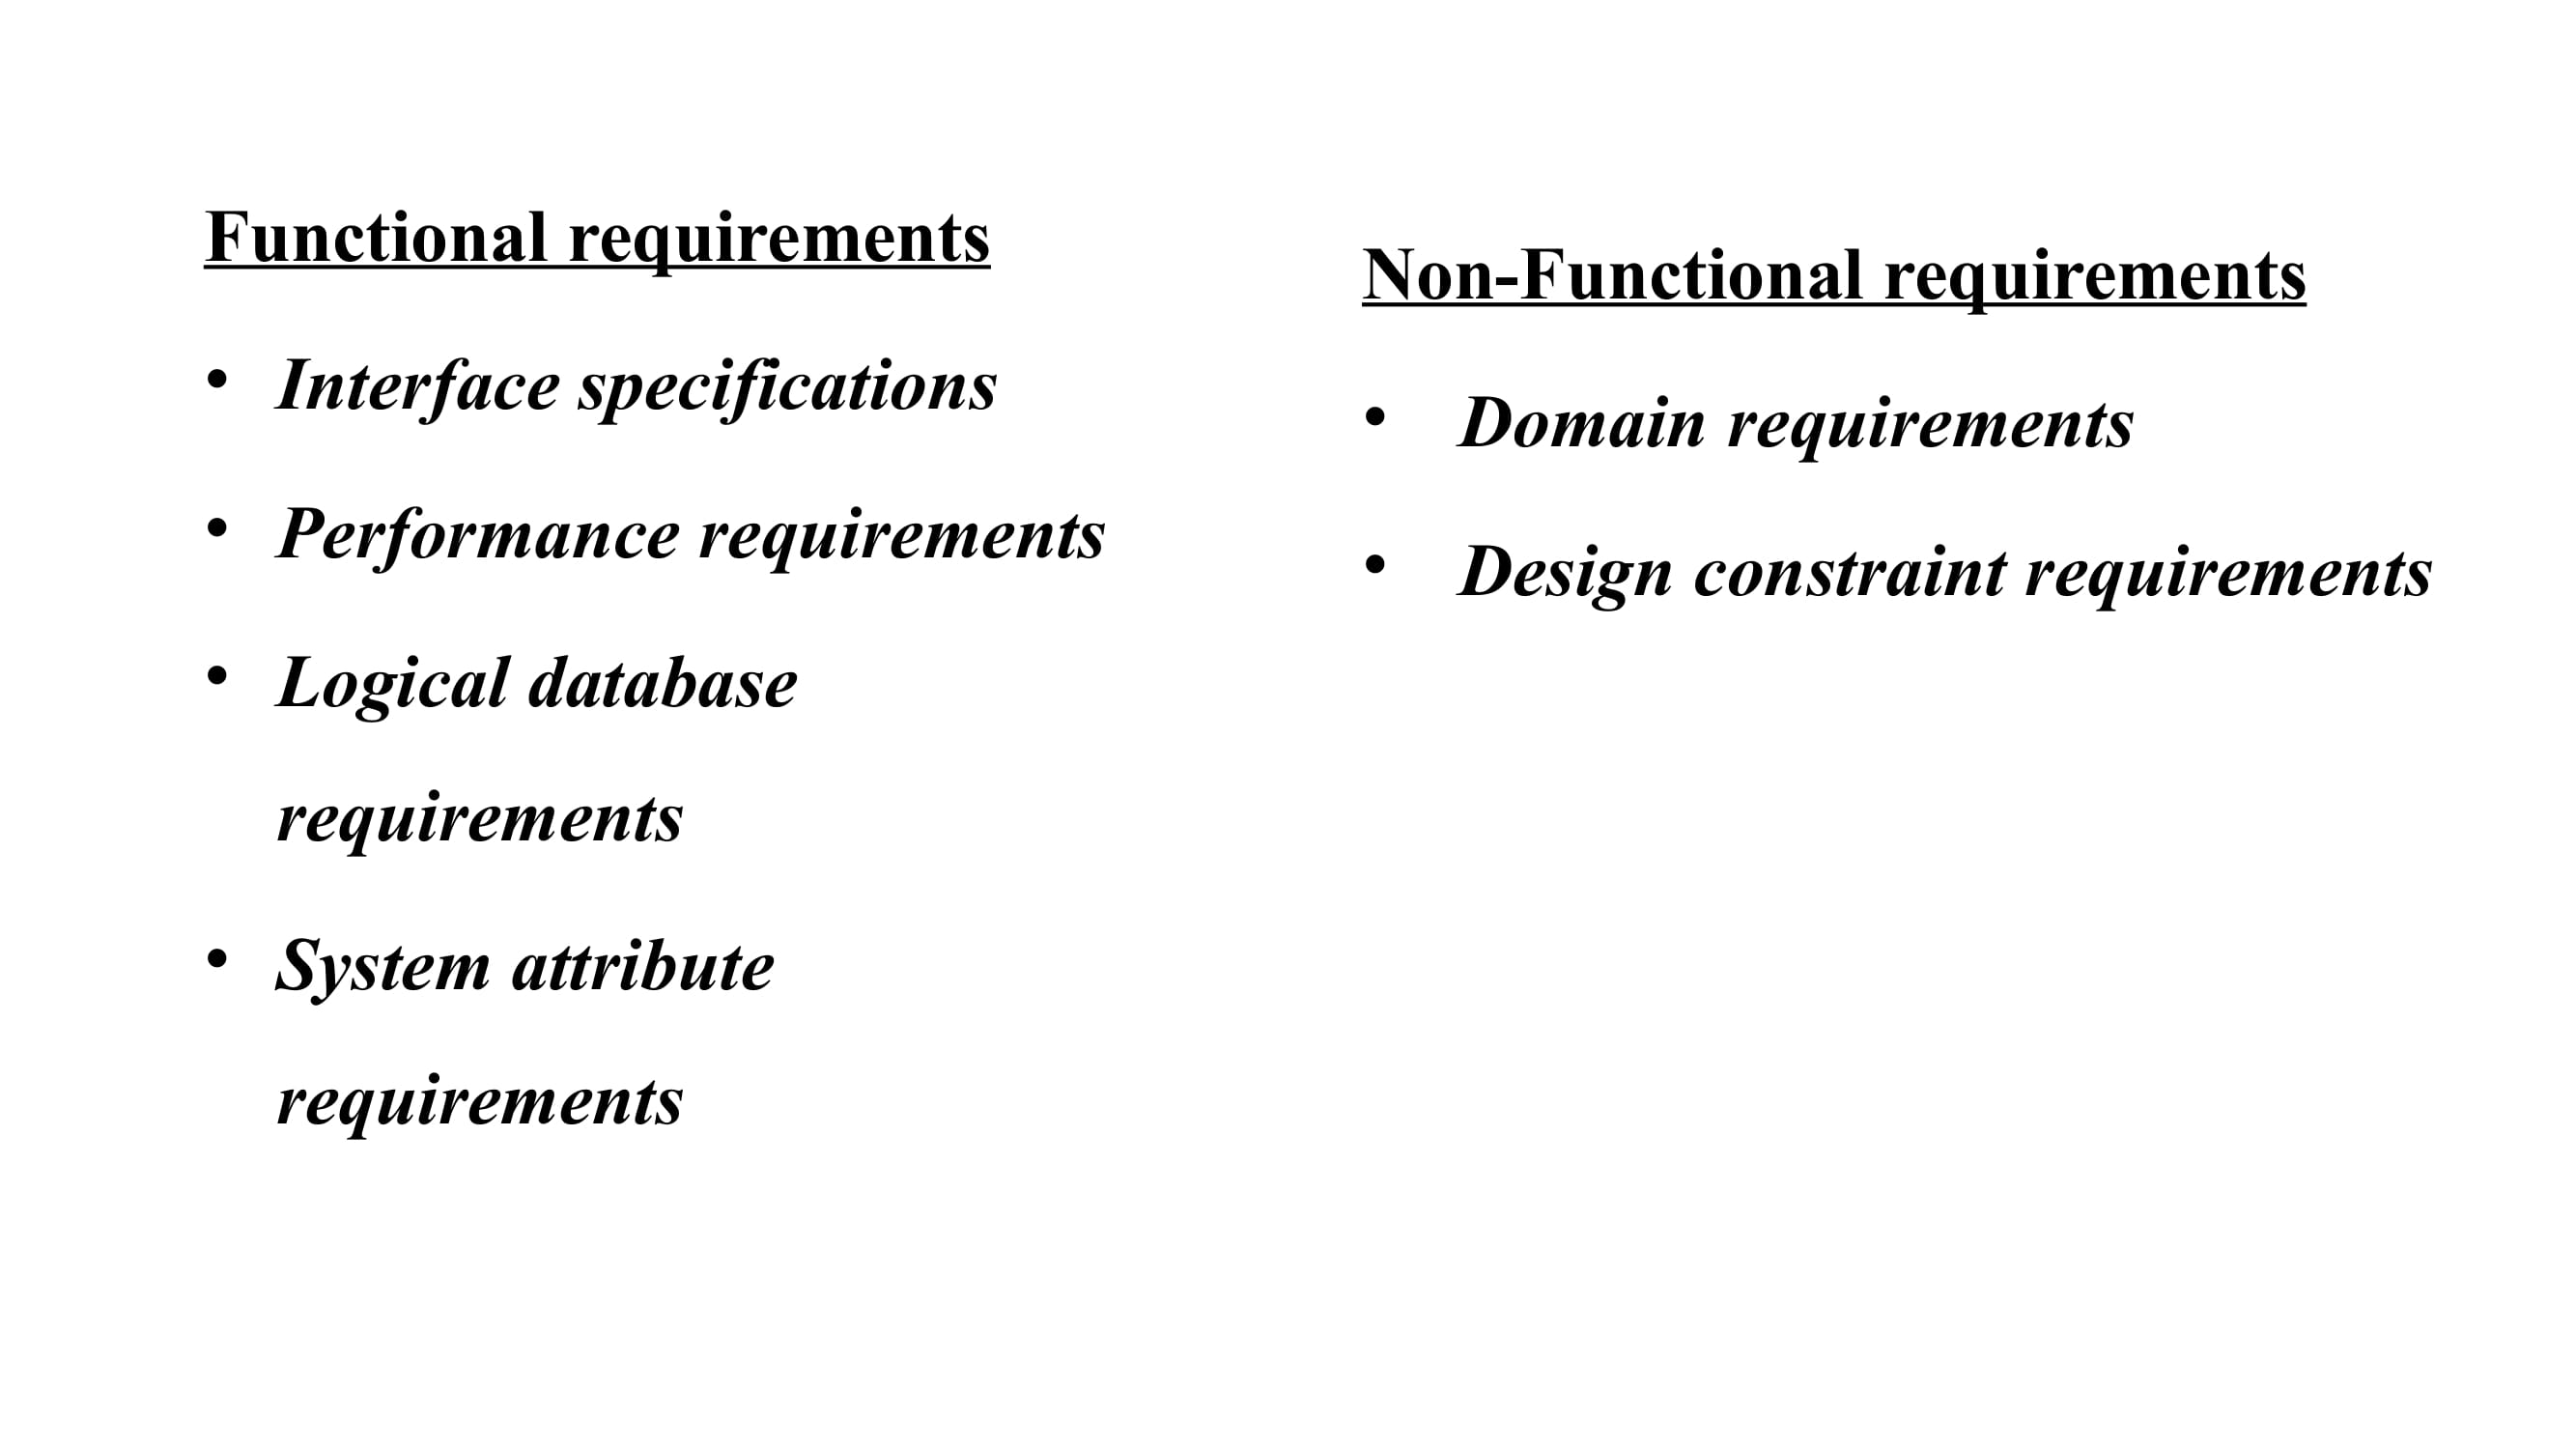 Functional requirements
• Interface specifications
• Performance requirements
• Logical database
requirements
• System attribute
requirements
Non-Functional requirements
• Domain requirements
• Design constraint requirements